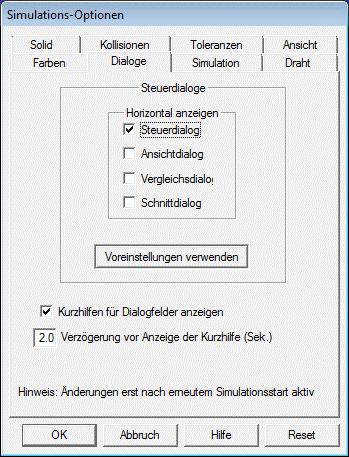 Simulations-Optionen
Solid Kollisionen Toleranzen Ansicht
Farben Dialoge Simulation Draht
Steuerdialoge
Horizontal anzeigen
Steuerdialog
Ansichtdialog
Vergleichsdialog
Schnittdialog
Voreinstellungen verwenden
Kurzhilfen für Dialogfelder anzeigen
2.0 Verzögerung vor Anzeige der Kurzhilfe (Sek.)
Hinweis: Änderungen erst nach erneutem Simulationsstart aktiv
OK Abbruch Hilfe Reset